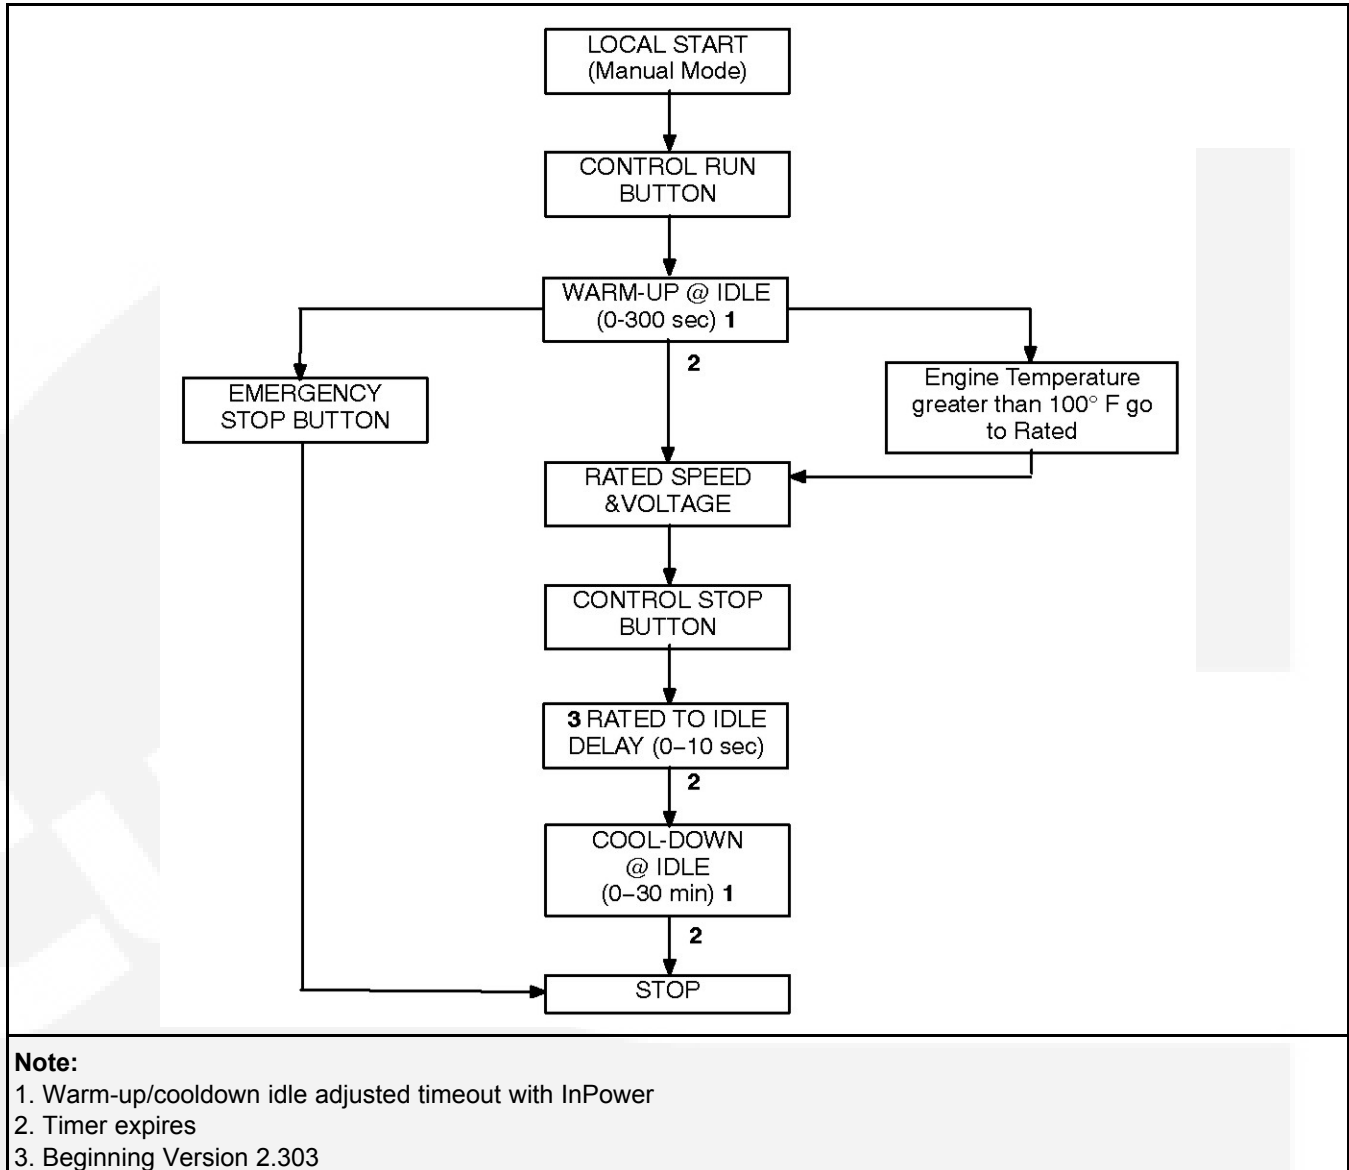 LOCAL START
(Manual Mode)
CONTROL RUN
BUTTON
WARM-UP @ IDLE
(0-300 sec) 1
2
EMERGENCY
STOP BUTTON
Engine Temperature
greater than 100° F go
to Rated
RATED SPEED
&VOLTAGE
CONTROL STOP
BUTTON
3 RATED TO IDLE
DELAY (0–10 sec)
2
COOL-DOWN
@ IDLE
(0–30 min) 1
2
STOP
Note:
1. Warm-up/cooldown idle adjusted timeout with InPower
2. Timer expires
3. Beginning Version 2.303